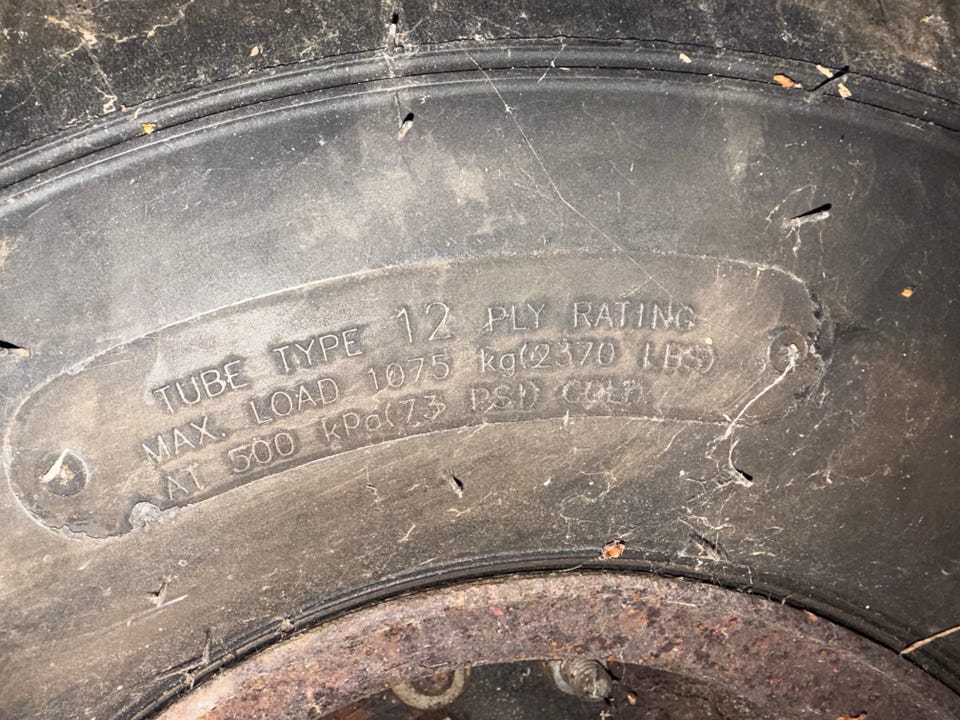 TUBE TYPE 12 PLY RATING
MAX. LOAD 1075 kg(2370 LBS)
AT 500 kPa(73 PSI) COLD